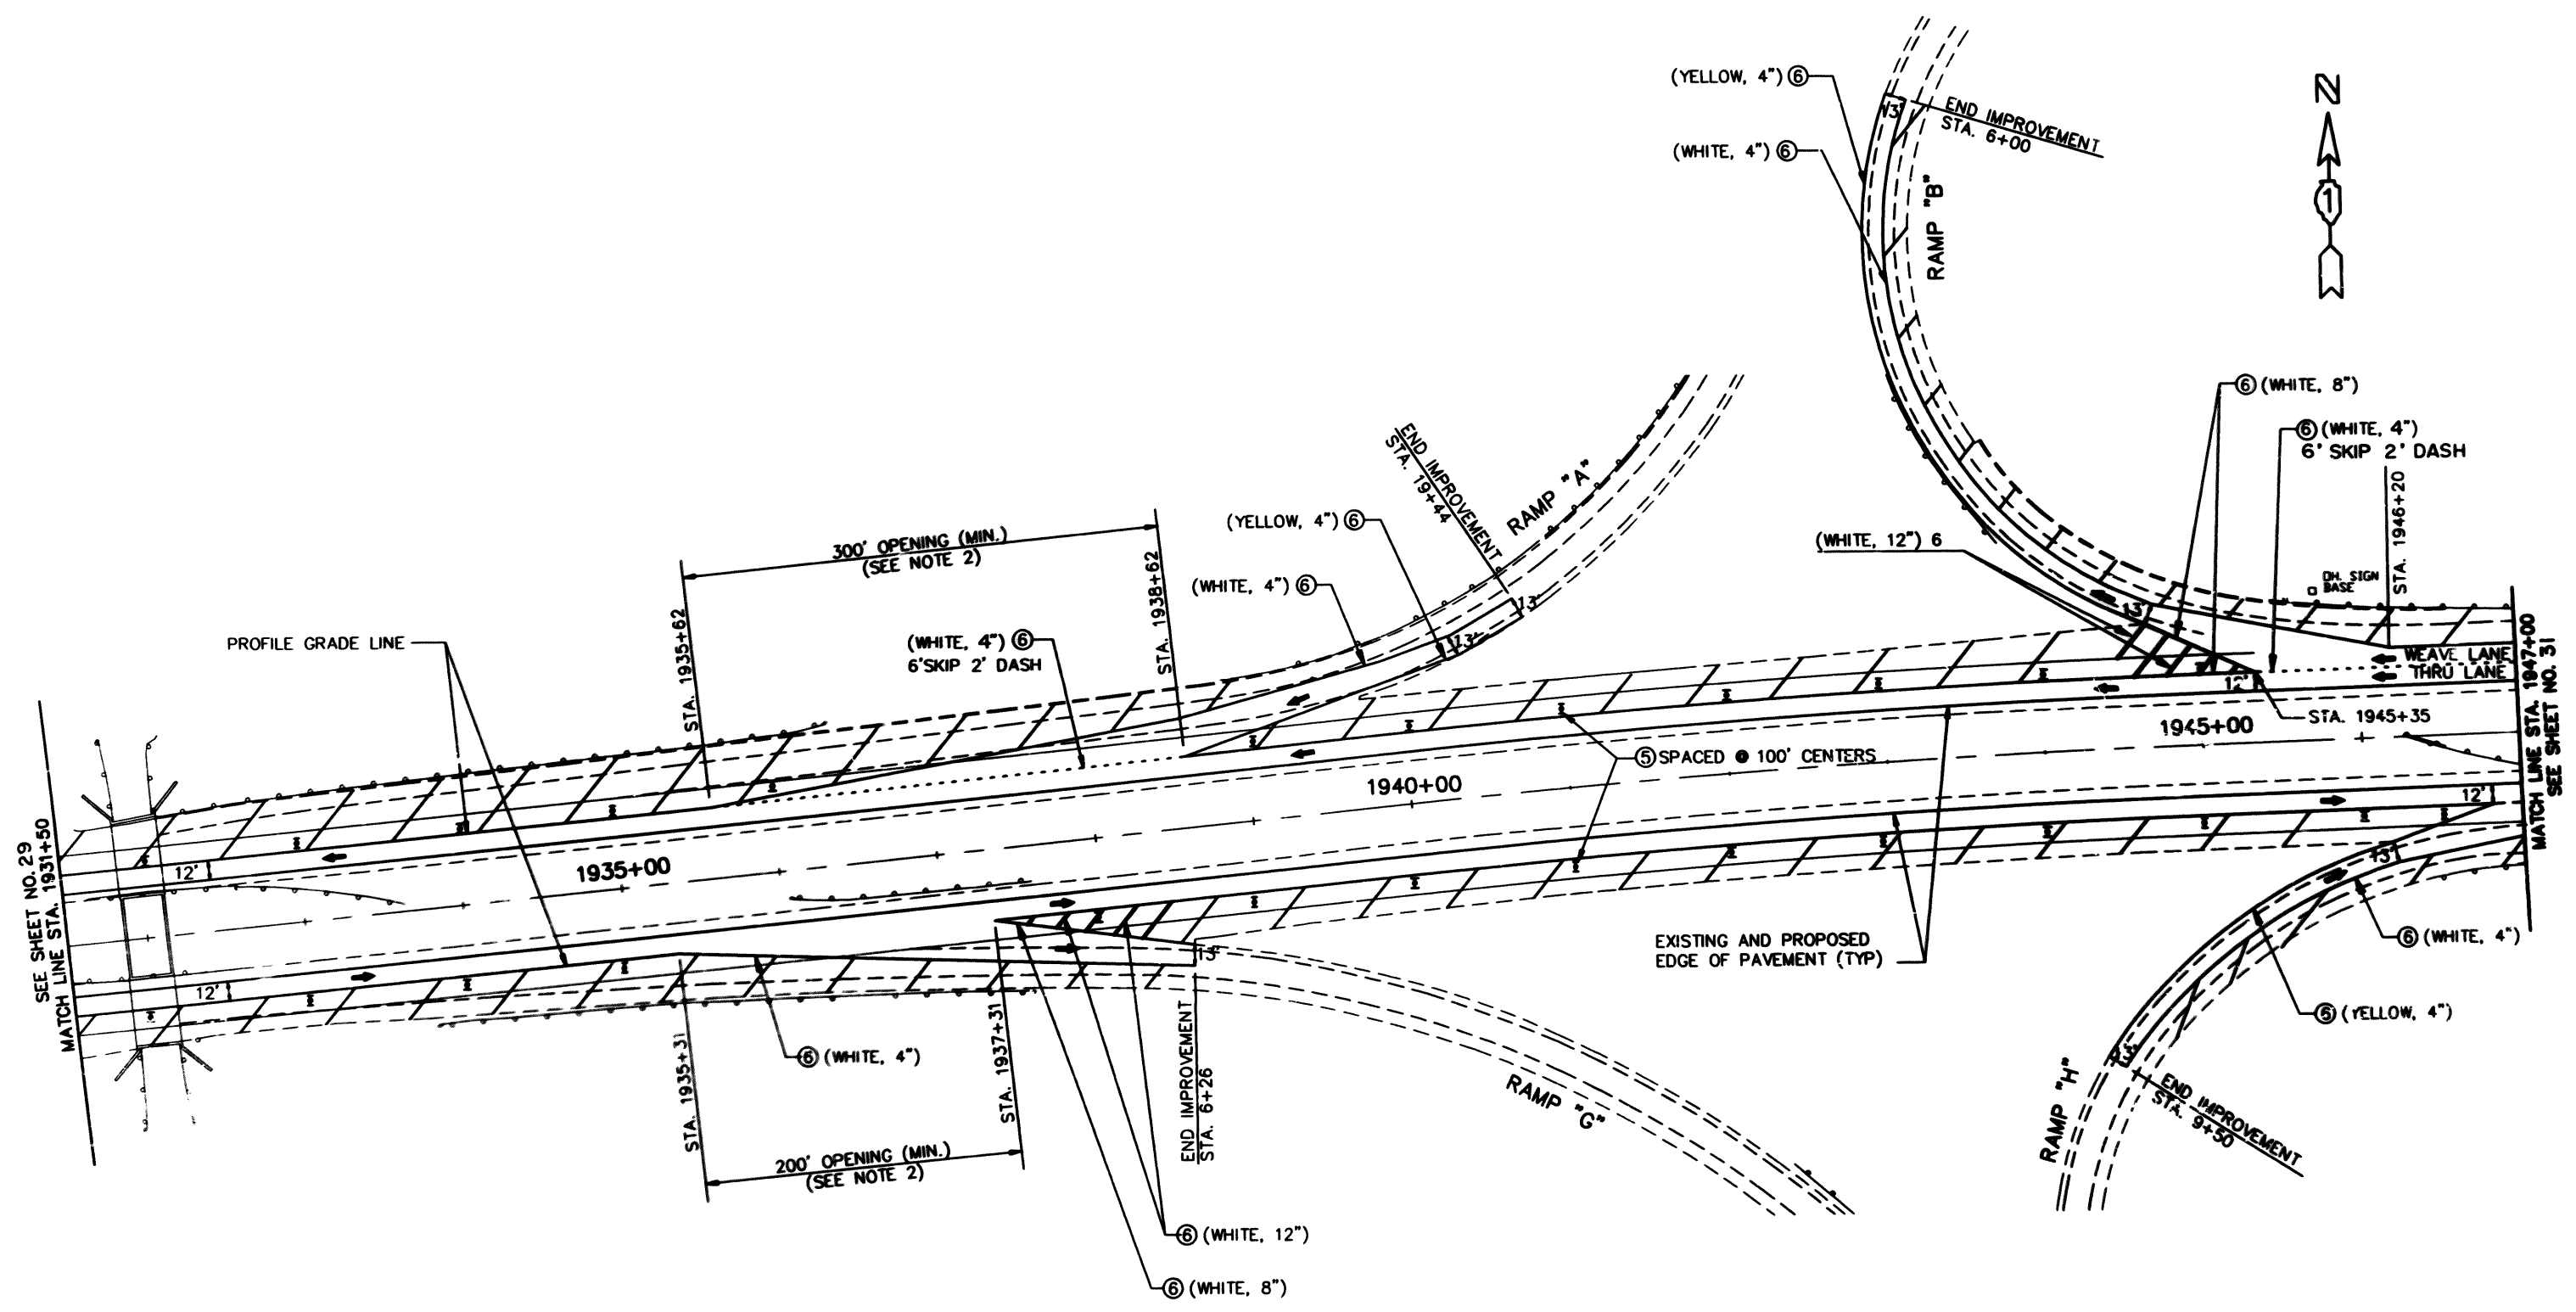 (YELLOW, 4") 6
(WHITE, 4") 6
13'
END IMPROVEMENT
STA. 6+00
RAMP "B"
N
1
6 (WHITE, 8")
6 (WHITE, 4")
6' SKIP 2' DASH
STA. 1946+20
(WHITE, 12") 6
OH. SIGN
BASE
13'
WEAVE LANE
THRU LANE
12'
STA. 1945+35
1945+00
MATCH LINE STA. 1947+00
SEE SHEET NO. 31
END IMPROVEMENT
STA. 19+44
RAMP "A"
(YELLOW, 4") 6
(WHITE, 4") 6
13'
13'
300' OPENING (MIN.)
(SEE NOTE 2)
STA. 1935+62
STA. 1938+62
(WHITE, 4") 6
6'SKIP 2' DASH
PROFILE GRADE LINE
5 SPACED @ 100' CENTERS
1940+00
1935+00
12'
12'
SEE SHEET NO. 29
MATCH LINE STA. 1931+50
12'
13'
EXISTING AND PROPOSED
EDGE OF PAVEMENT (TYP)
6 (WHITE, 4")
6 (YELLOW, 4")
13'
6 (WHITE, 4")
STA. 1935+31
STA. 1937+31
END IMPROVEMENT
STA. 6+26
200' OPENING (MIN.)
(SEE NOTE 2)
RAMP "G"
RAMP "H"
END IMPROVEMENT
STA. 9+50
6 (WHITE, 12")
6 (WHITE, 8")